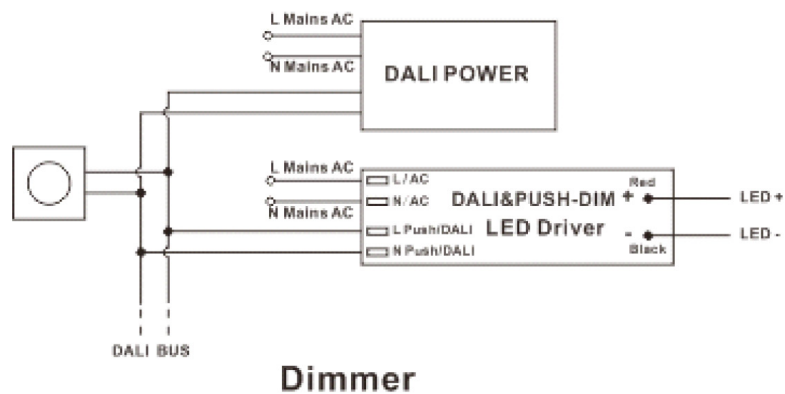 L Mains AC
N Mains AC
DALI POWER
L Mains AC
N Mains AC
L/AC
N/AC
L Push/DALI
N Push/DALI
DALI&PUSH-DIM
LED Driver
Red
+
-
Black
LED +
LED -
DALI BUS
Dimmer